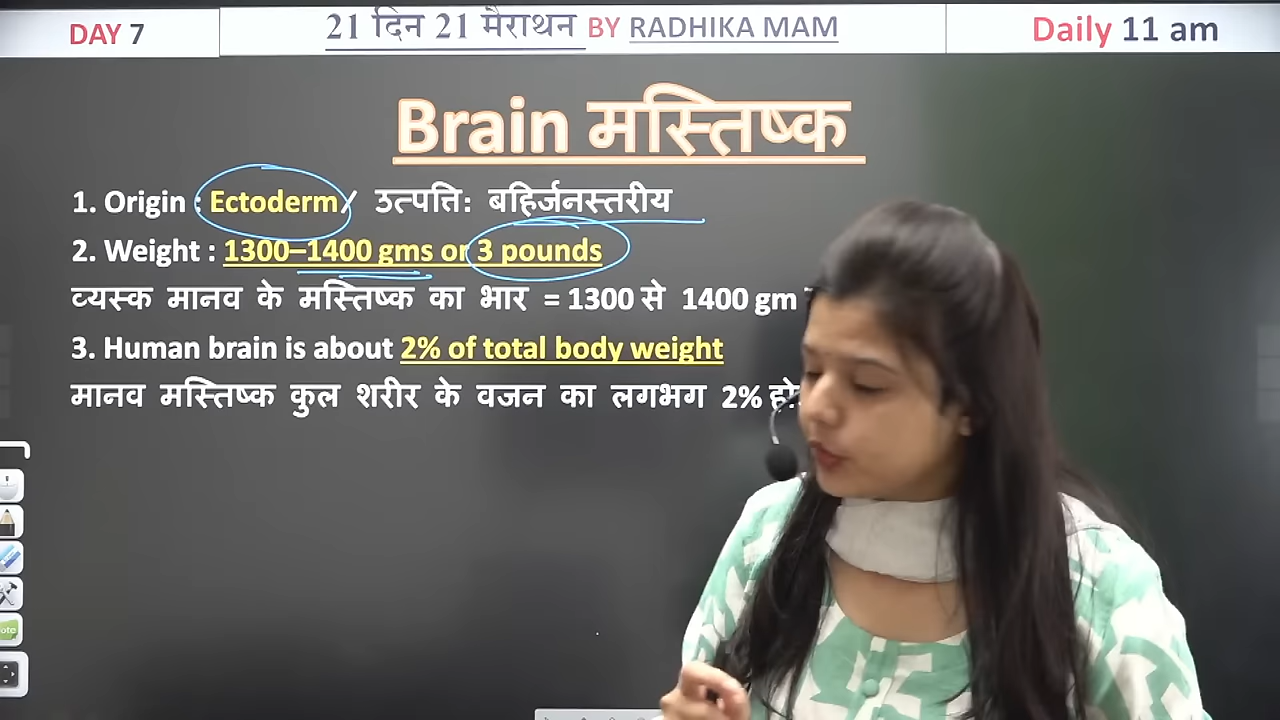 DAY 7
21 दिन 21 मैराथन BY RADHIKA MAM
Daily 11 am
Brain मस्तिष्क
1. Origin : Ectoderm/ उत्पत्ति: बहिर्जनस्तरीय
2. Weight : 1300–1400 gms or 3 pounds
व्यस्क मानव के मस्तिष्क का भार = 1300 से 1400 gm
3. Human brain is about 2% of total body weight
मानव मस्तिष्क कुल शरीर के वजन का लगभग 2%